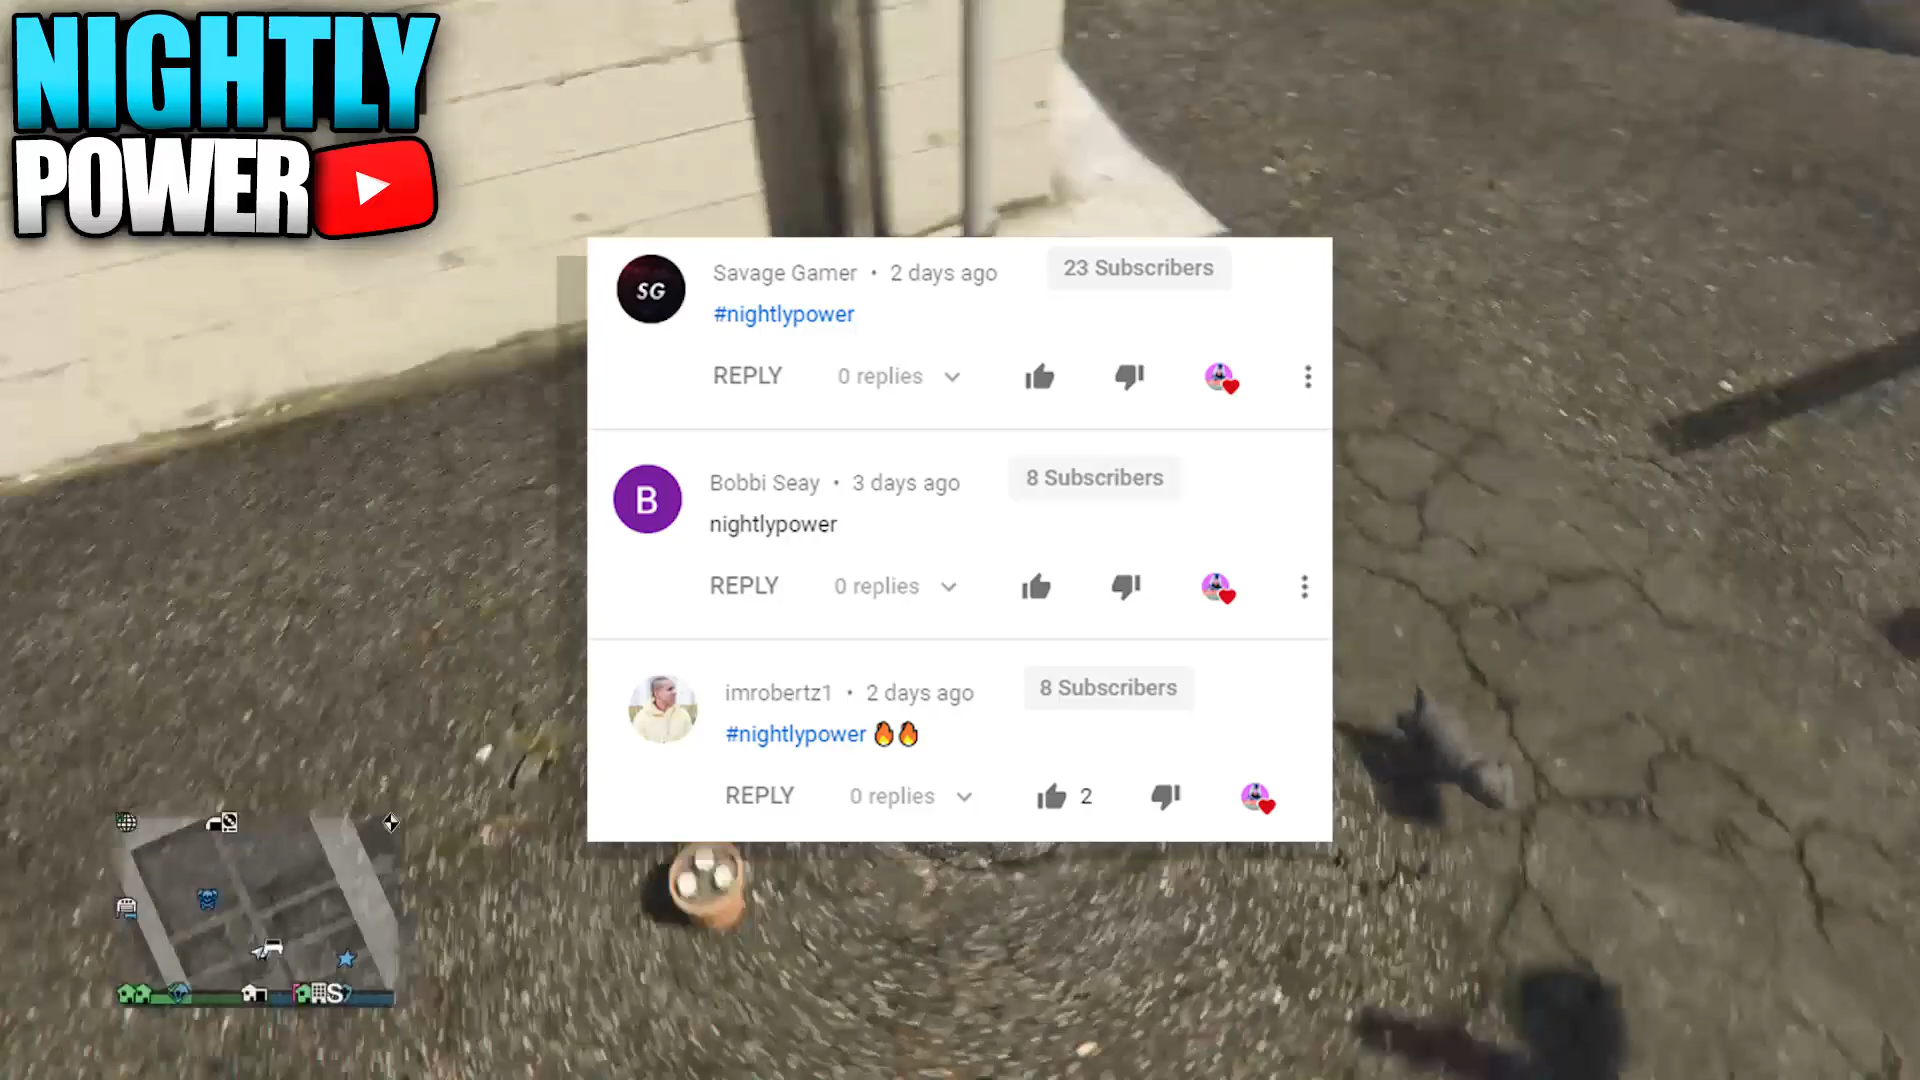 NIGHTLY
POWER
SG
Savage Gamer • 2 days ago 23 Subscribers
#nightlypower
REPLY 0 replies
B
Bobbi Seay • 3 days ago 8 Subscribers
nightlypower
REPLY 0 replies
imrobertz1 • 2 days ago 8 Subscribers
#nightlypower 🔥🔥
REPLY 0 replies 2
S